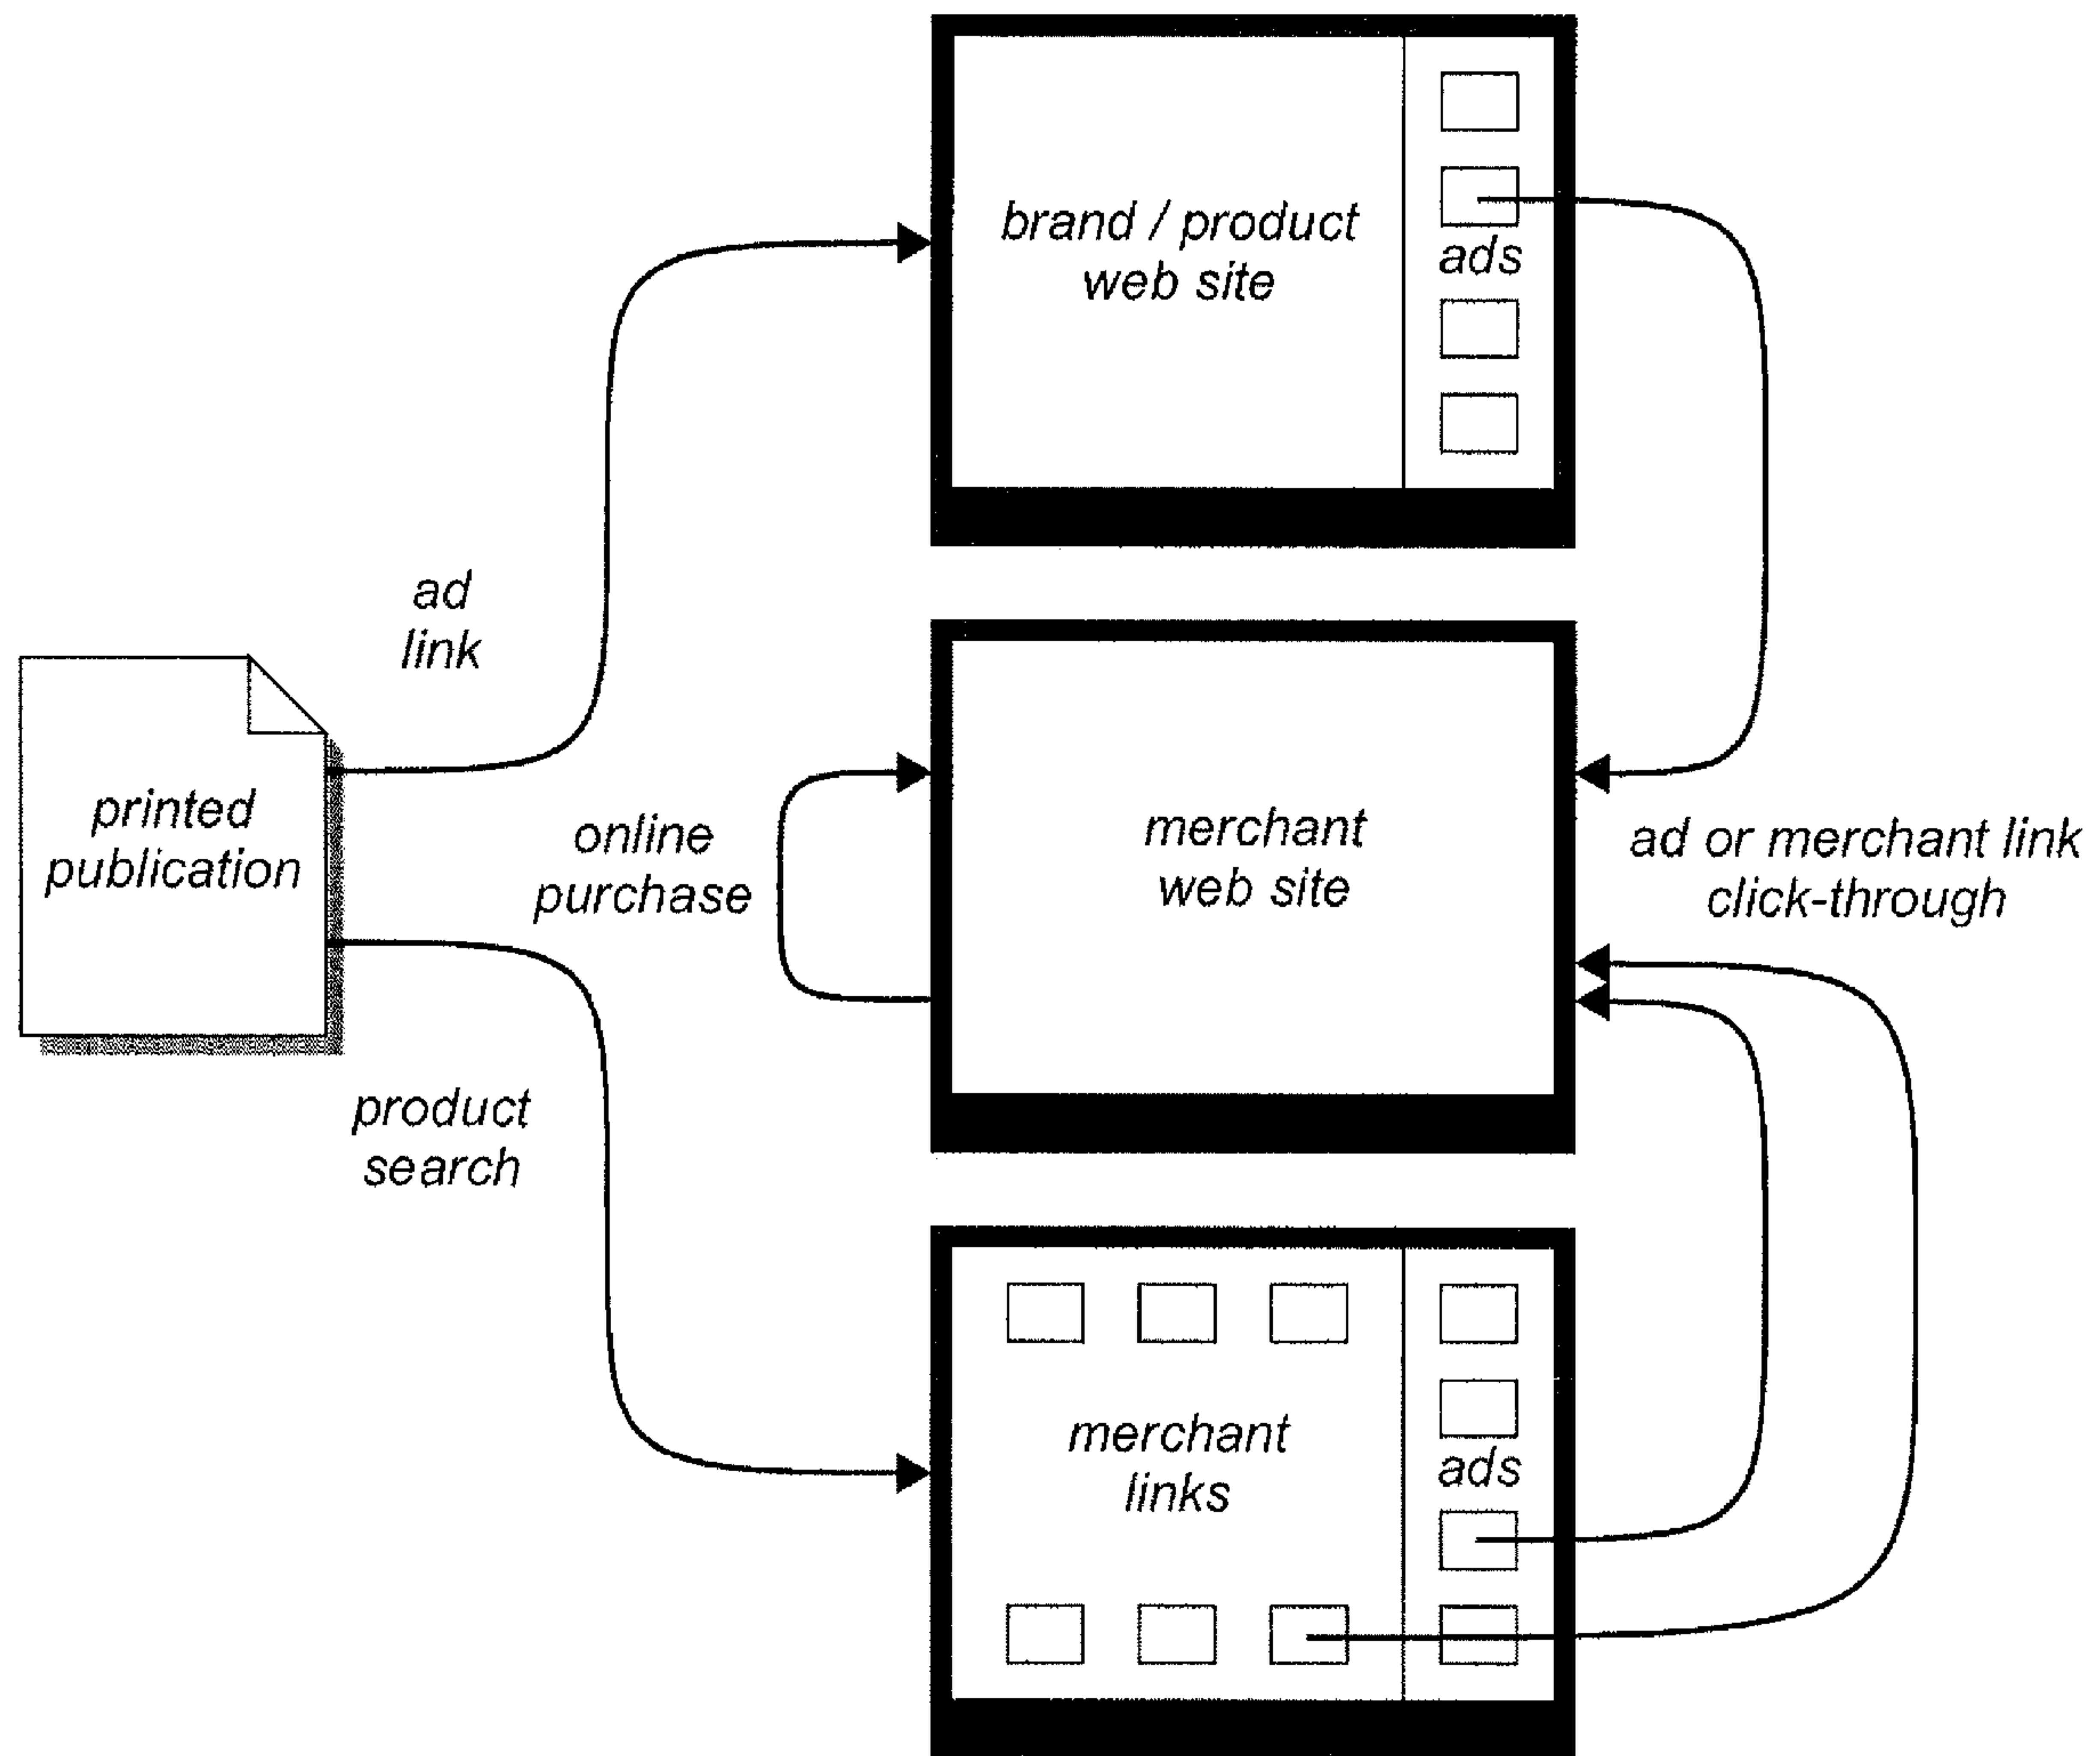 brand / product
web site
ads
ad
link
printed
publication
online
purchase
merchant
web site
ad or merchant link
click-through
product
search
merchant
links
ads